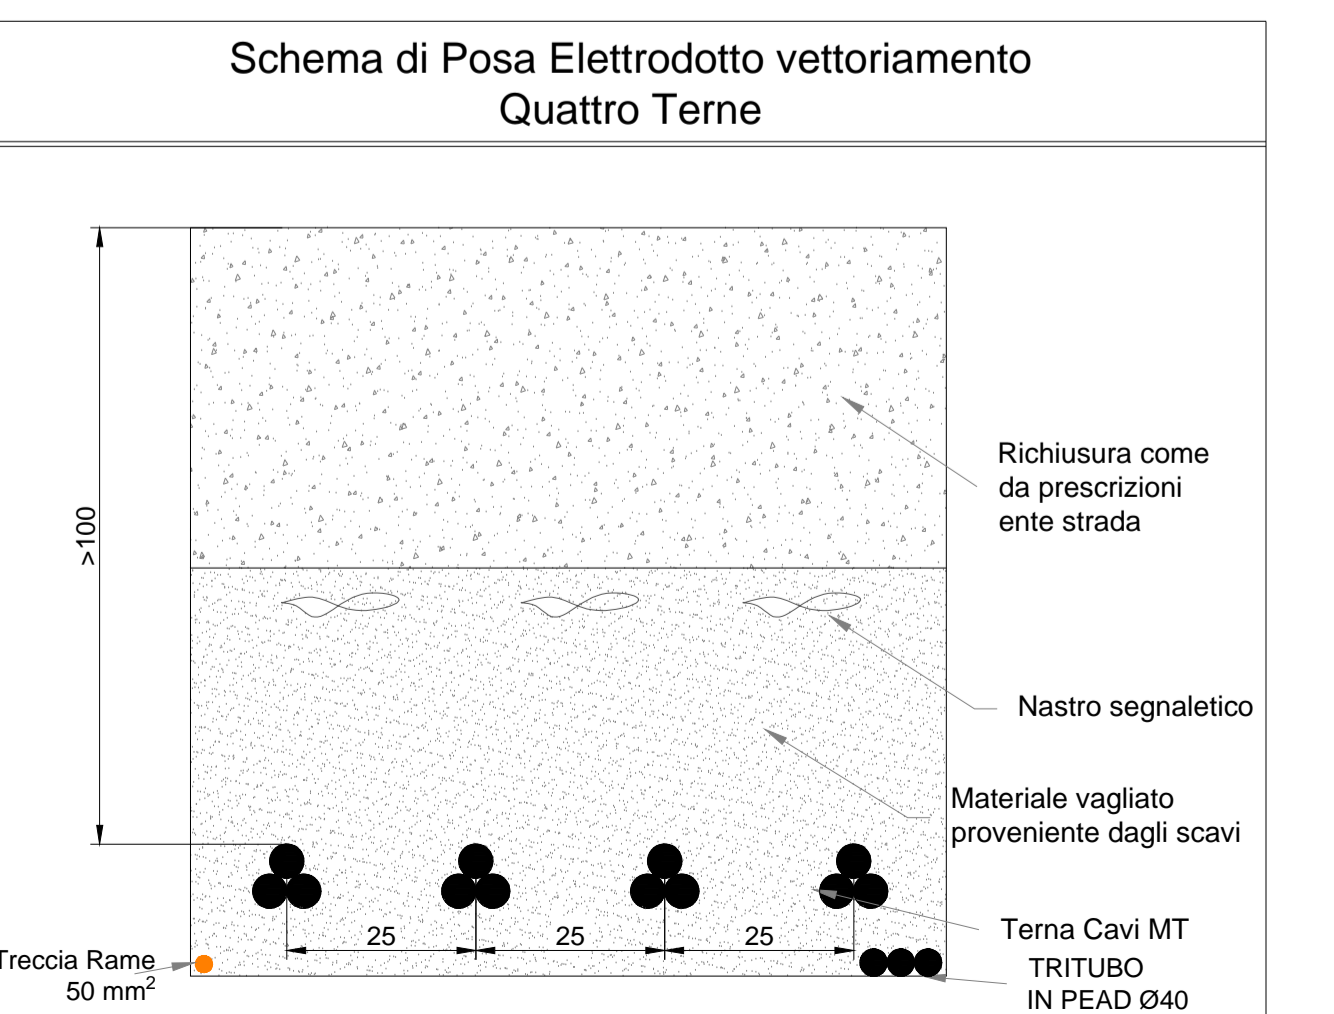 Schema di Posa Elettrodotto vettoriamento
Quattro Terne
>100
Richiusura come
da prescrizioni
ente strada
Nastro segnaletico
Materiale vagliato
proveniente dagli scavi
25
25
25
Terna Cavi MT
Treccia Rame
50 mm²
TRITUBO
IN PEAD Ø40